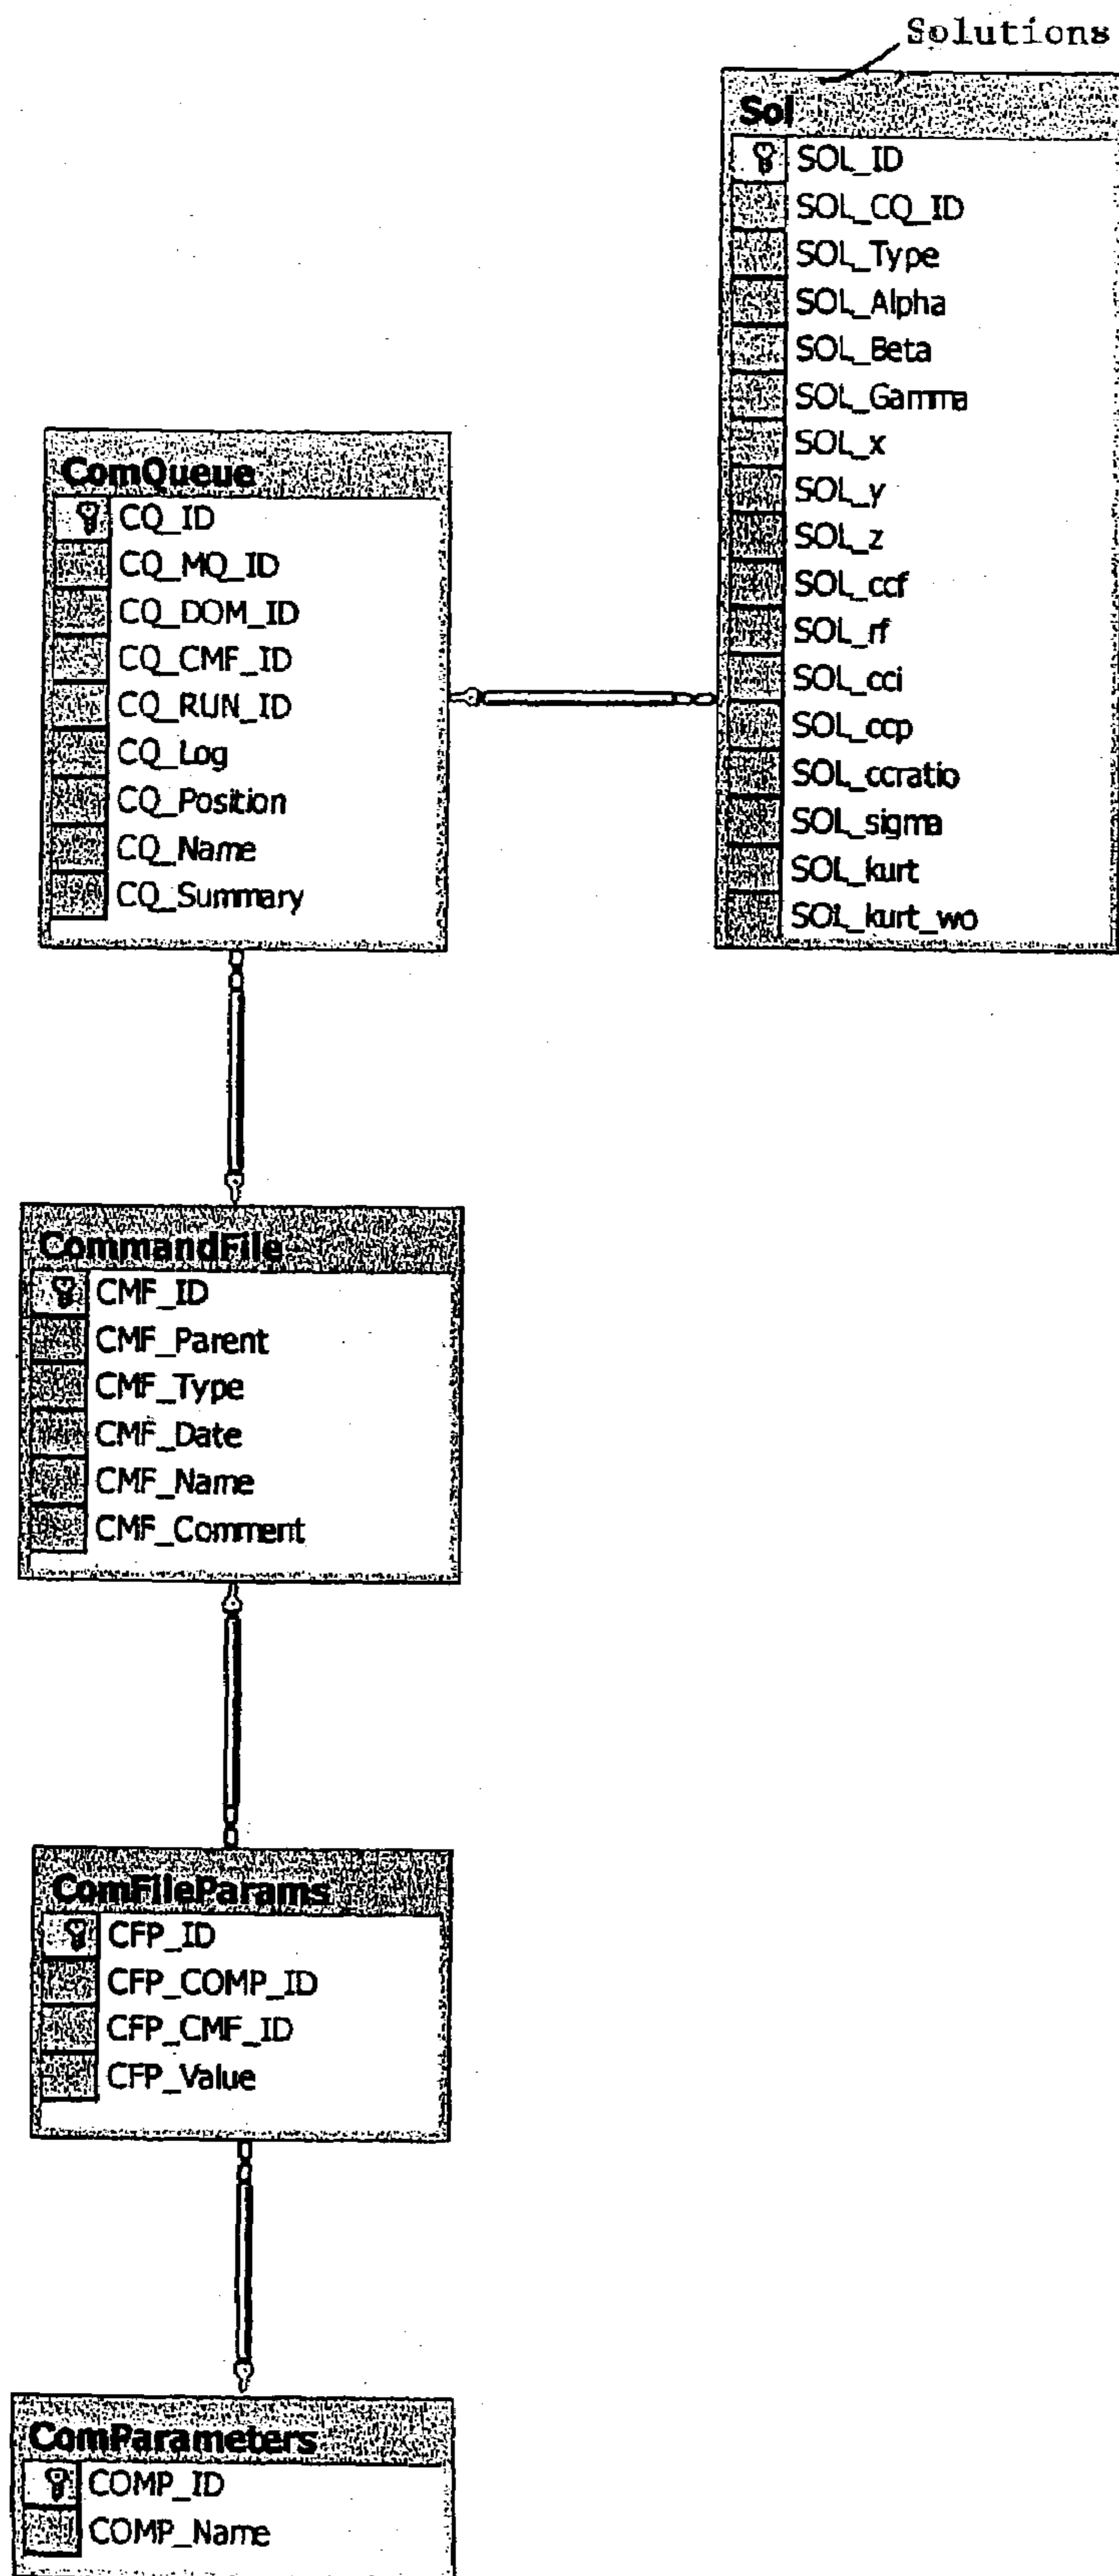 Solutions
Sol
SOL_ID
SOL_CQ_ID
SOL_Type
SOL_Alpha
SOL_Beta
SOL_Gamma
SOL_x
SOL_y
SOL_z
SOL_ccf
SOL_rf
SOL_cci
SOL_ccp
SOL_ccratio
SOL_sigma
SOL_kurt
SOL_kurt_wo
ComQueue
CQ_ID
CQ_MQ_ID
CQ_DOM_ID
CQ_CMF_ID
CQ_RUN_ID
CQ_Log
CQ_Position
CQ_Name
CQ_Summary
CommandFile
CMF_ID
CMF_Parent
CMF_Type
CMF_Date
CMF_Name
CMF_Comment
ComFileParams
CFP_ID
CFP_COMP_ID
CFP_CMF_ID
CFP_Value
ComParameters
COMP_ID
COMP_Name